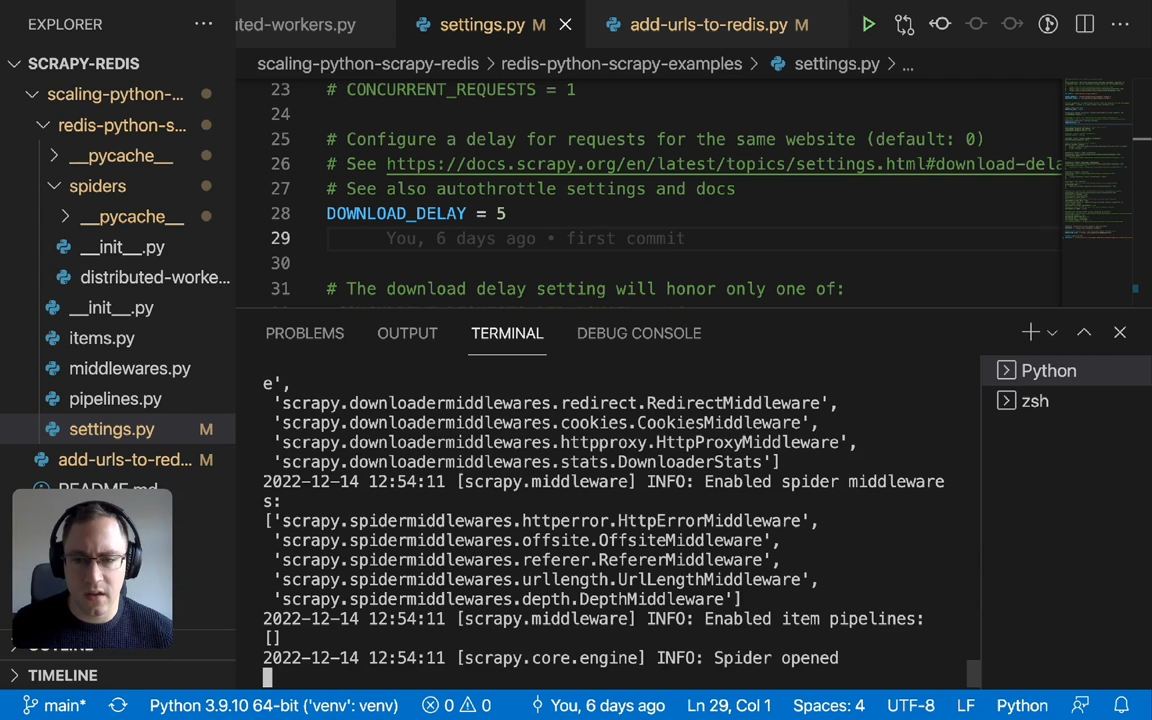 EXPLORER
uted-workers.py
settings.py M
add-urls-to-redis.py M
SCRAPY-REDIS
scaling-python-...
redis-python-s...
__pycache__
spiders
__pycache__
__init__.py
distributed-worke...
__init__.py
items.py
middlewares.py
pipelines.py
settings.py M
add-urls-to-red... M
README.md
TIMELINE
scaling-python-scrapy-redis > redis-python-scrapy-examples > settings.py > ...
23 # CONCURRENT_REQUESTS = 1
24
25 # Configure a delay for requests for the same website (default: 0)
26 # See https://docs.scrapy.org/en/latest/topics/settings.html#download-dela
27 # See also autothrottle settings and docs
28 DOWNLOAD_DELAY = 5
29 You, 6 days ago • first commit
30
31 # The download delay setting will honor only one of:
PROBLEMS OUTPUT TERMINAL DEBUG CONSOLE
e',
'scrapy.downloadermiddlewares.redirect.RedirectMiddleware',
'scrapy.downloadermiddlewares.cookies.CookiesMiddleware',
'scrapy.downloadermiddlewares.httpproxy.HttpProxyMiddleware',
'scrapy.downloadermiddlewares.stats.DownloaderStats']
2022-12-14 12:54:11 [scrapy.middleware] INFO: Enabled spider middleware
s:
['scrapy.spidermiddlewares.httperror.HttpErrorMiddleware',
'scrapy.spidermiddlewares.offsite.OffsiteMiddleware',
'scrapy.spidermiddlewares.referer.RefererMiddleware',
'scrapy.spidermiddlewares.urllength.UrlLengthMiddleware',
'scrapy.spidermiddlewares.depth.DepthMiddleware']
2022-12-14 12:54:11 [scrapy.middleware] INFO: Enabled item pipelines:
[]
2022-12-14 12:54:11 [scrapy.core.engine] INFO: Spider opened
Python
zsh
main* Python 3.9.10 64-bit ('venv': venv) 0 0 You, 6 days ago Ln 29, Col 1 Spaces: 4 UTF-8 LF Python